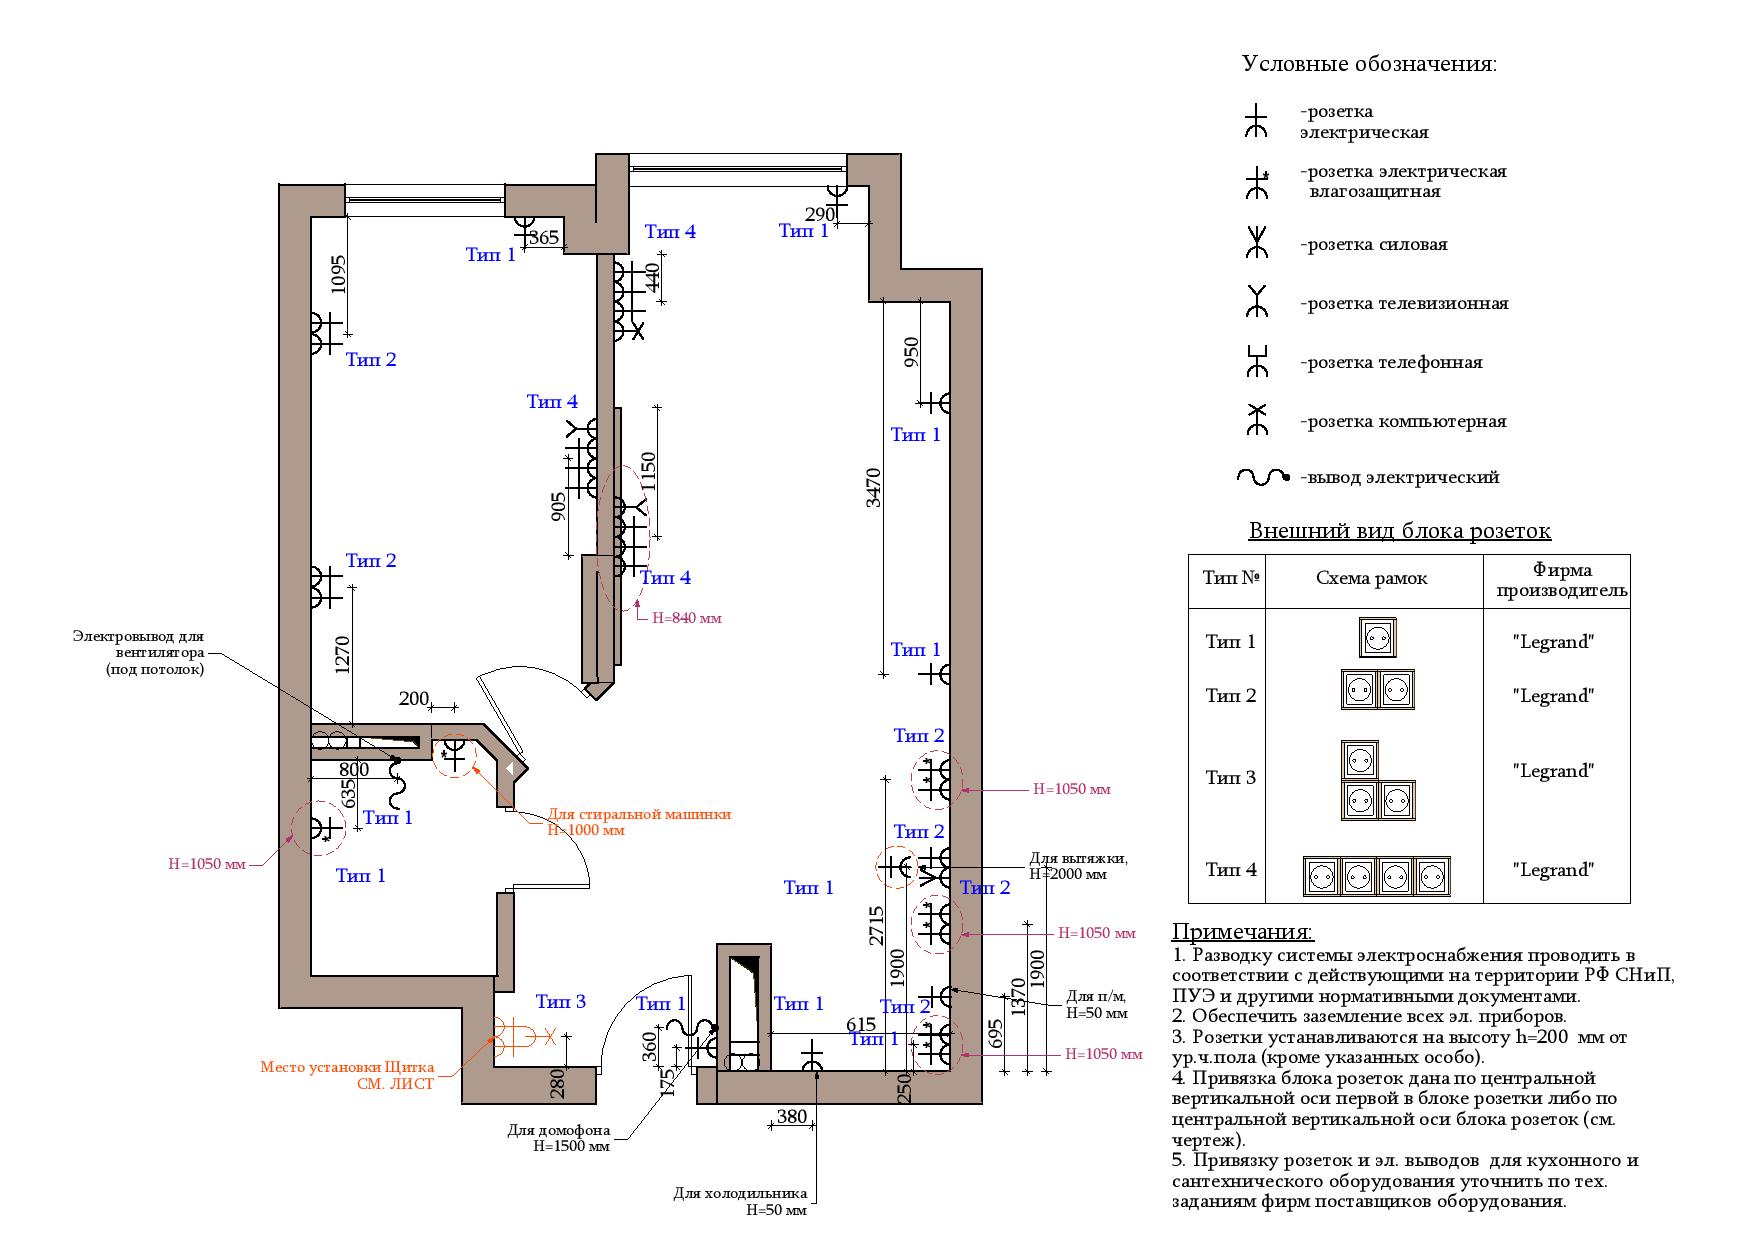 Условные обозначения:
-розетка
электрическая
-розетка электрическая
влагозащитная
-розетка силовая
-розетка телевизионная
-розетка телефонная
-розетка компьютерная
-вывод электрический
Внешний вид блока розеток
Тип № Схема рамок Фирма
производитель
Тип 1 "Legrand"
Тип 2 "Legrand"
Тип 3 "Legrand"
Тип 4 "Legrand"
Примечания:
1. Разводку системы электроснабжения проводить в
соответствии с действующими на территории РФ СНиП,
ПУЭ и другими нормативными документами.
2. Обеспечить заземление всех эл. приборов.
3. Розетки устанавливаются на высоту h=200 мм от
ур.ч.пола (кроме указанных особо).
4. Привязка блока розеток дана по центральной
вертикальной оси первой в блоке розетки либо по
центральной вертикальной оси блока розеток (см.
чертеж).
5. Привязку розеток и эл. выводов для кухонного и
сантехнического оборудования уточнить по тех.
заданиям фирм поставщиков оборудования.
290
Тип 4
Тип 1
365
Тип 1
1095
440
950
Тип 2
Тип 4
Тип 1
1150
3470
905
Тип 2
Тип 4
H=840 мм
Электровывод для
вентилятора
(под потолок)
1270
Тип 1
200
Тип 2
800
635
H=1050 мм
Тип 1
Для стиральной машинки
H=1000 мм
Тип 2
H=1050 мм
Для вытяжки,
H=2000 мм
Тип 1
Тип 1
Тип 2
2715
H=1050 мм
1900
1900
1370
Тип 3
Тип 1
Тип 1
Тип 2
Для п/м,
H=50 мм
615
695
Тип 1
360
H=1050 мм
Место установки Щитка
СМ. ЛИСТ
280
175
250
380
Для домофона
H=1500 мм
Для холодильника
H=50 мм